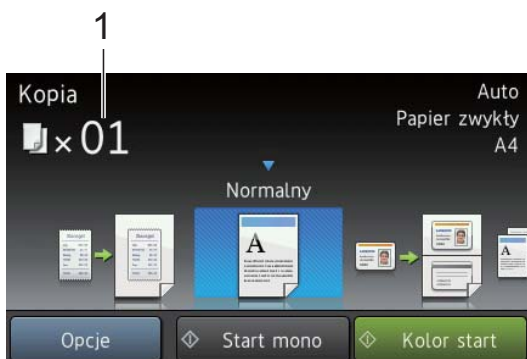 1
Kopia
Auto
×01
Papier zwykły
A4
Normalny
A
A
Opcje
Start mono
Kolor start